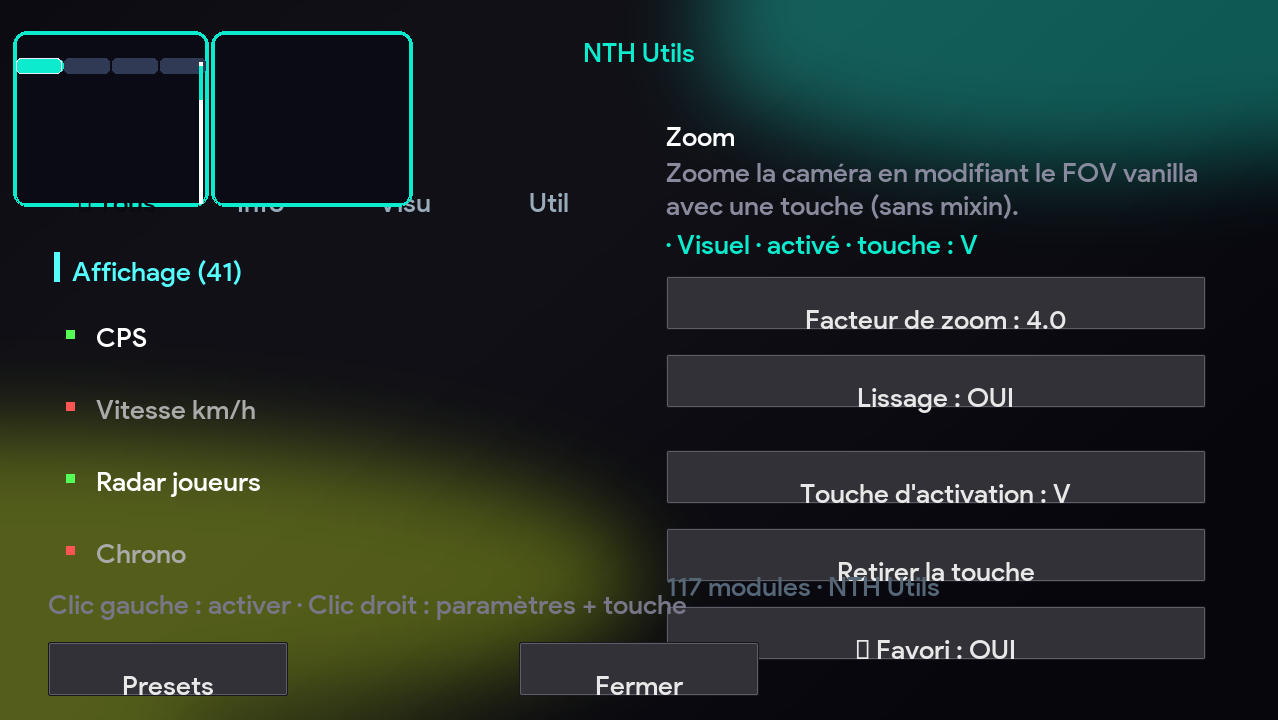 NTH Utils
Info
Visu
Util
Affichage (41)
CPS
Vitesse km/h
Radar joueurs
Chrono
Clic gauche : activer · Clic droit : paramètres + touche
Presets
Fermer
Zoom
Zoome la caméra en modifiant le FOV vanilla
avec une touche (sans mixin).
· Visuel · activé · touche : V
Facteur de zoom : 4.0
Lissage : OUI
Touche d'activation : V
Retirer la touche
117 modules · NTH Utils
Favori : OUI